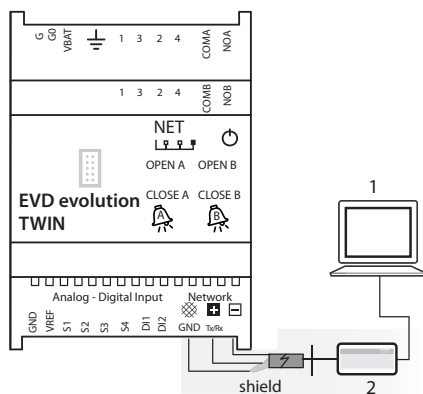 G G0 VBAT 1 3 2 4 COMA NOA
1 3 2 4 COMB NOB
NET
OPEN A OPEN B
CLOSE A CLOSE B
EVD evolution
TWIN
A B
1
Analog - Digital Input Network
GND VREF S1 S2 S3 S4 DI1 DI2 GND Tx/Rx
shield
2